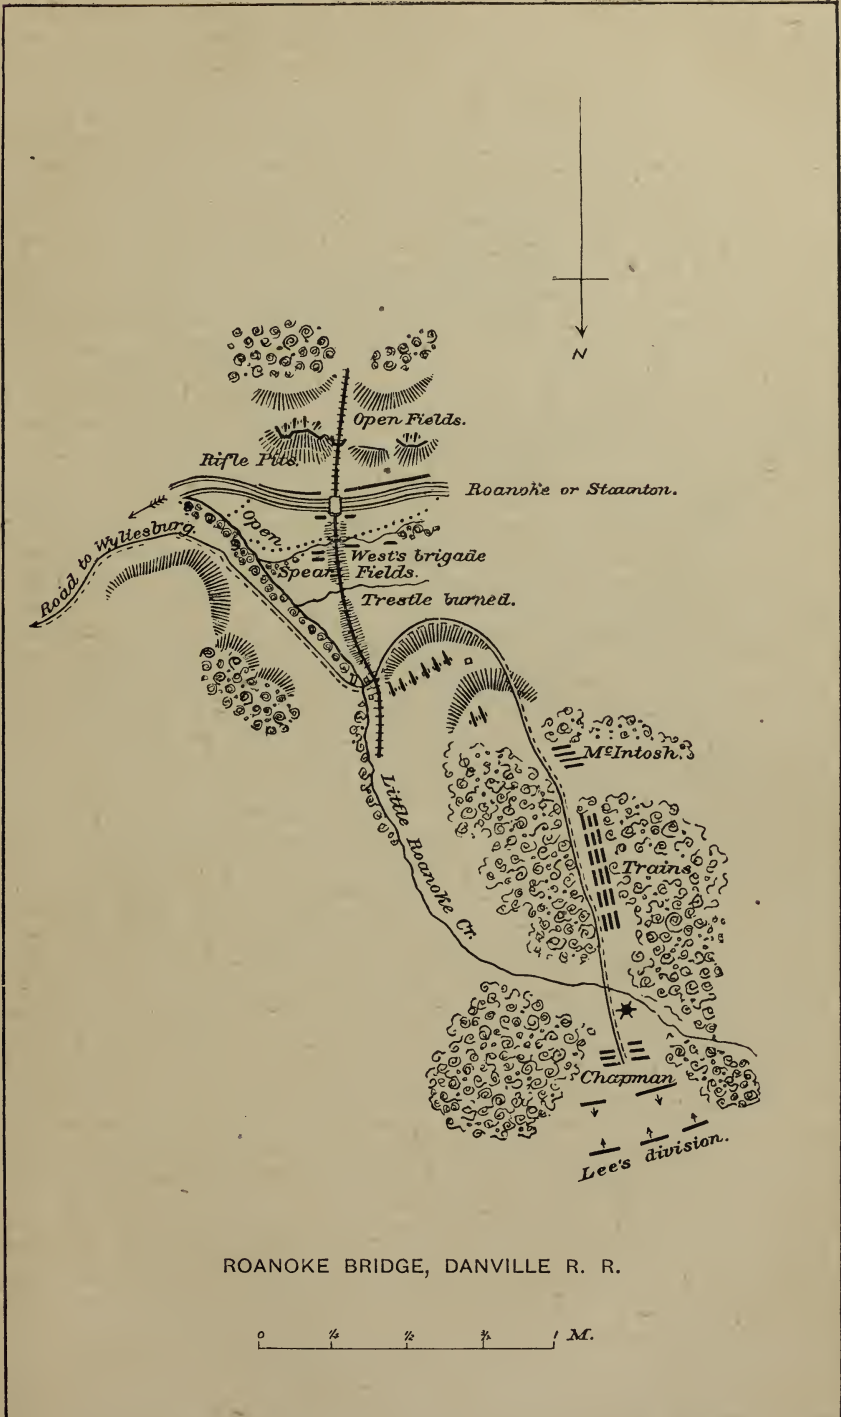 N
Open Fields.
Rifle Pits.
Roanoke or Staunton.
Open
Road to Wyliesburg.
West's brigade
Spear Fields.
Trestle burned.
McIntosh.
Little Roanoke Cr.
Trains
Chapman
Lee's division.
ROANOKE BRIDGE, DANVILLE R. R.
0 1/4 1/2 3/4 1 M.